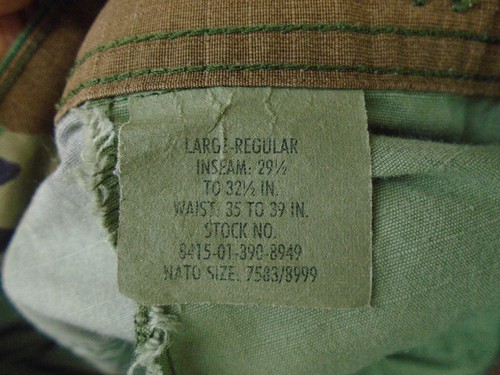 LARGE-REGULAR
INSEAM: 29½
TO 32½ IN.
WAIST: 35 TO 39 IN.
STOCK NO.
8415-01-390-8949
NATO SIZE: 7583/8999